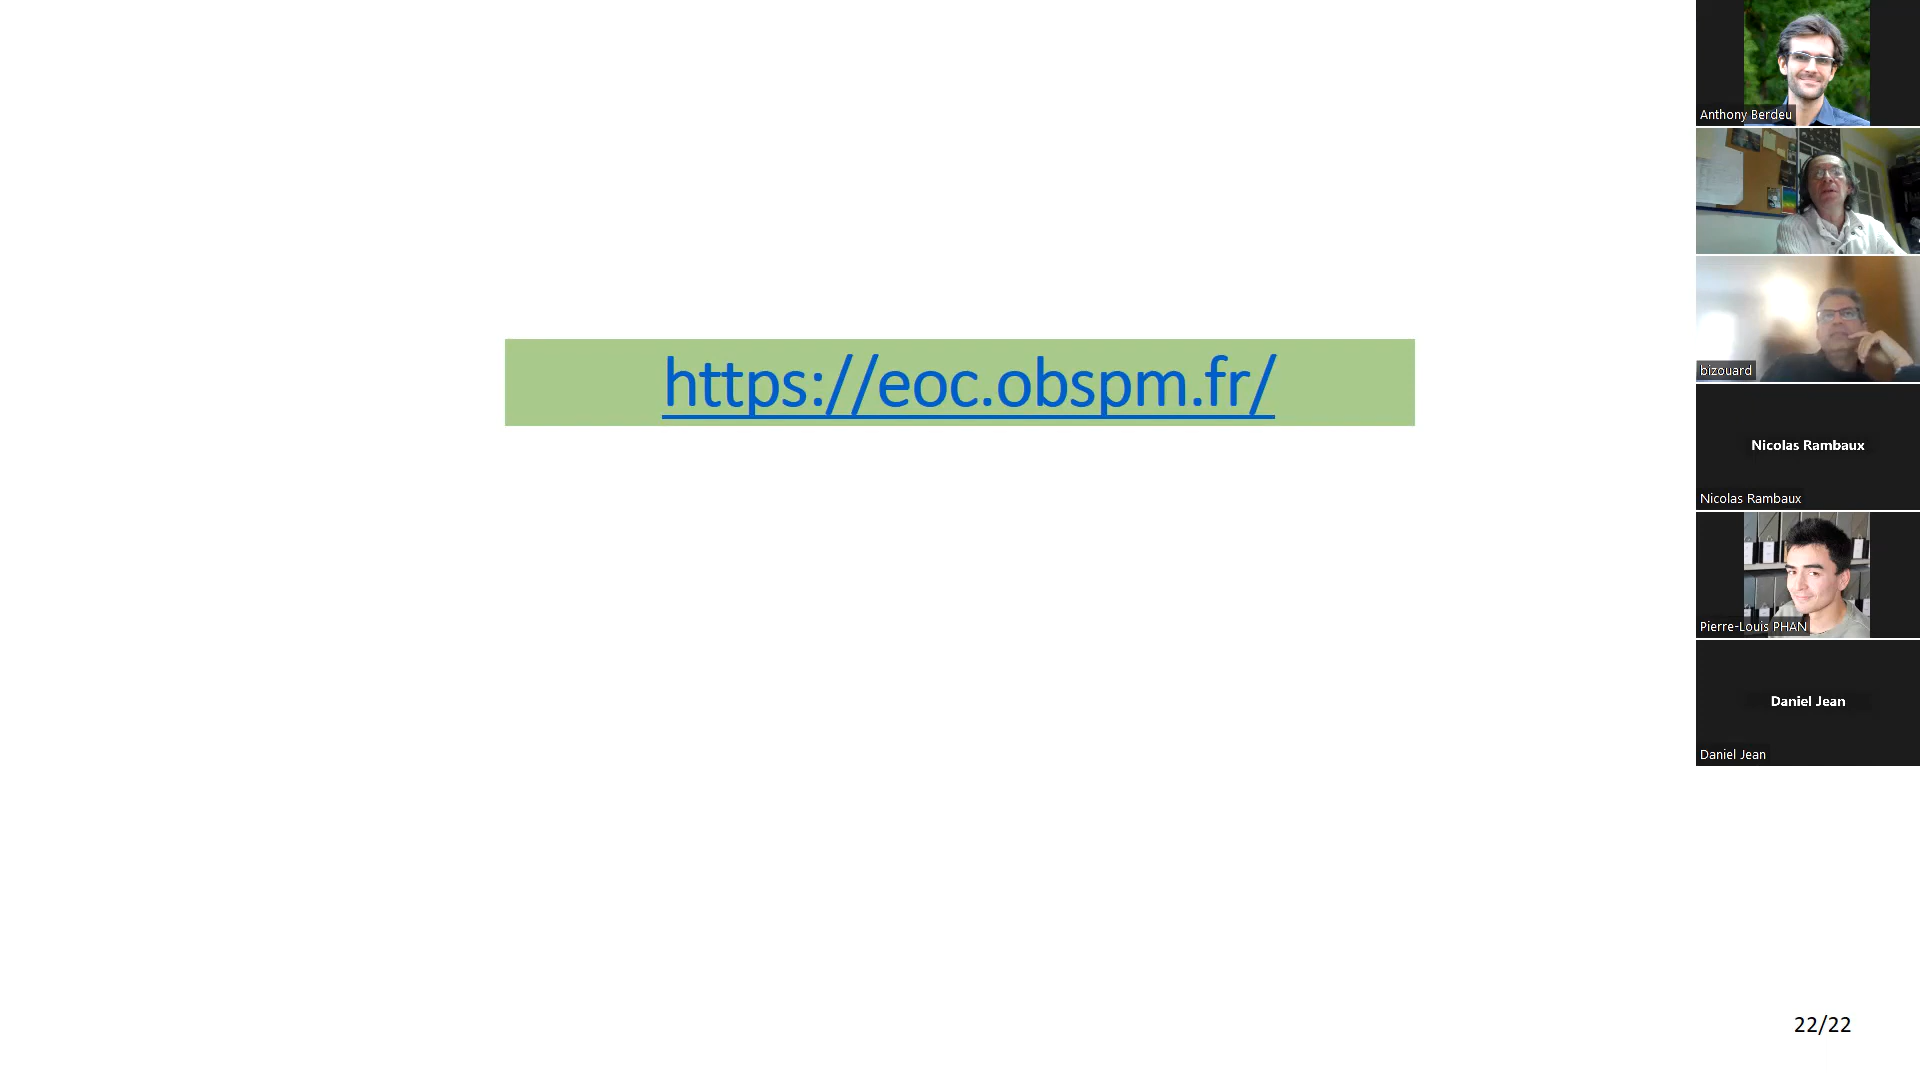 https://eoc.obspm.fr/
22/22
Anthony Berdeu
bizouard
Nicolas Rambaux
Nicolas Rambaux
Pierre-Louis PHAN
Daniel Jean
Daniel Jean